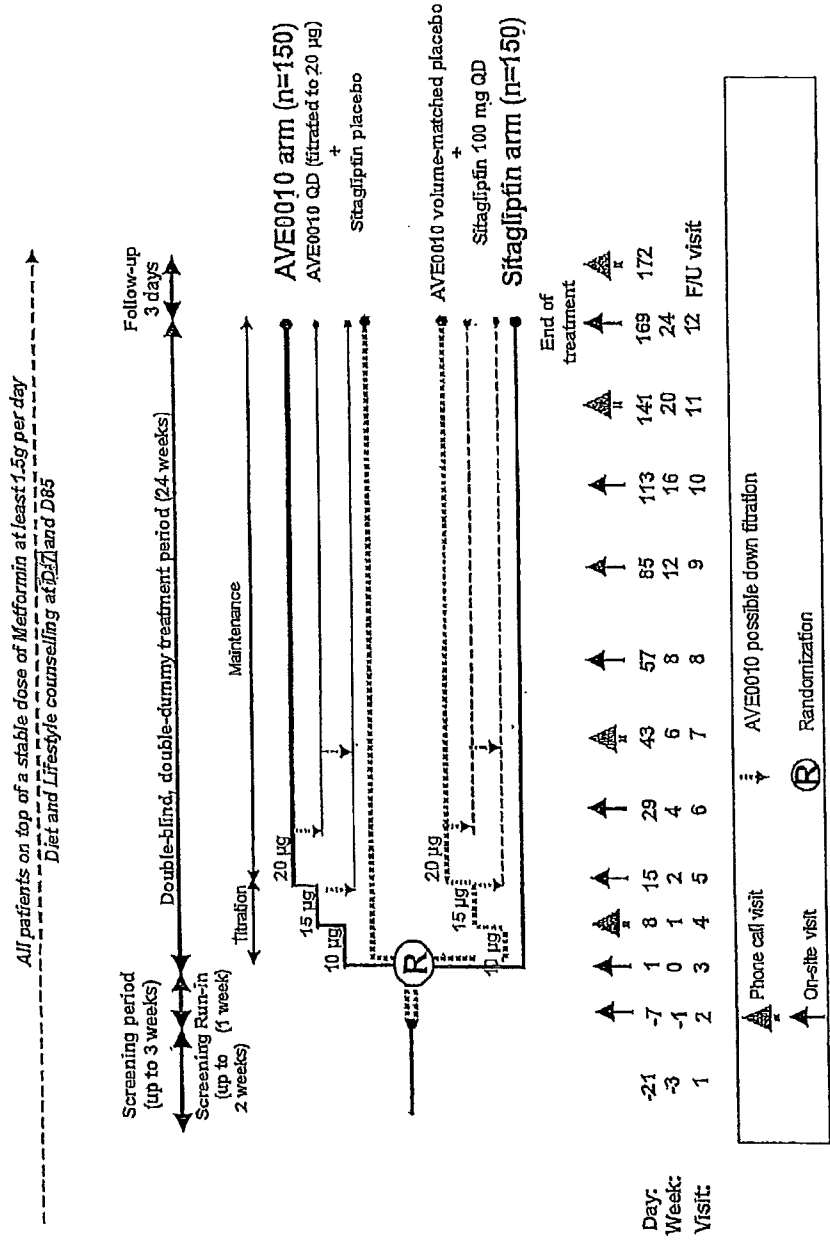 All patients on top of a stable dose of Metformin at least 1.5g per day
Diet and Lifestyle counselling at D-7 and D85
Screening period
(up to 3 weeks)
Screening Run-in
(up to (1 week)
2 weeks)
Double-blind, double-dummy treatment period (24 weeks)
Follow-up
3 days
Titration
Maintenance
10 µg
15 µg
20 µg
AVE0010 arm (n=150)
AVE0010 QD (titrated to 20 µg)
+
Sitagliptin placebo
R
10 µg
15 µg
20 µg
AVE0010 volume-matched placebo
+
Sitagliptin 100 mg QD
Sitagliptin arm (n=150)
End of
treatment
Day: -21 -7 1 8 15 29 43 57 85 113 141 169 172
Week: -3 -1 0 1 2 4 6 8 12 16 20 24
Visit: 1 2 3 4 5 6 7 8 9 10 11 12 F/U visit
Phone call visit
AVE0010 possible down titration
On-site visit
R Randomization